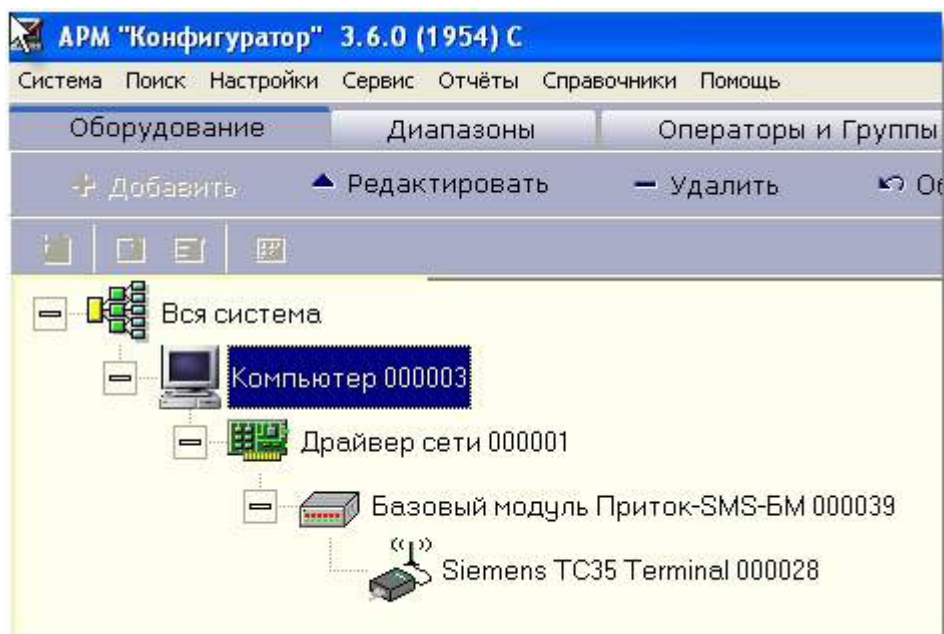 АРМ "Конфигуратор" 3.6.0 (1954) С
Система Поиск Настройки Сервис Отчёты Справочники Помощь
Оборудование Диапазоны Операторы и Группы
Добавить Редактировать Удалить
Вся система
Компьютер 000003
Драйвер сети 000001
Базовый модуль Приток-SMS-БМ 000039
Siemens TC35 Terminal 000028